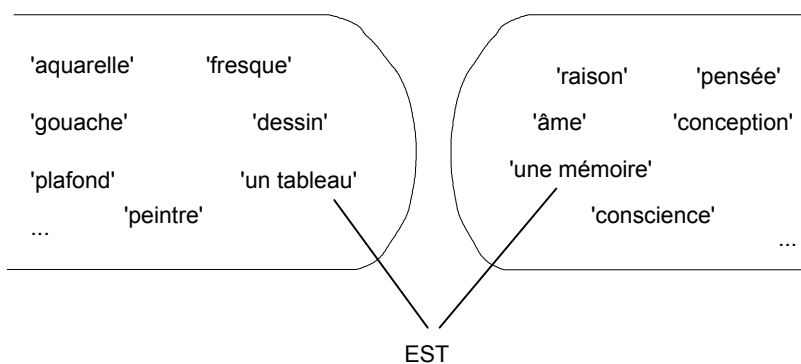 'aquarelle' 'fresque'
'gouache' 'dessin'
'plafond' 'un tableau'
'peintre'
...
'raison' 'pensée'
'âme' 'conception'
'une mémoire'
'conscience'
...
EST